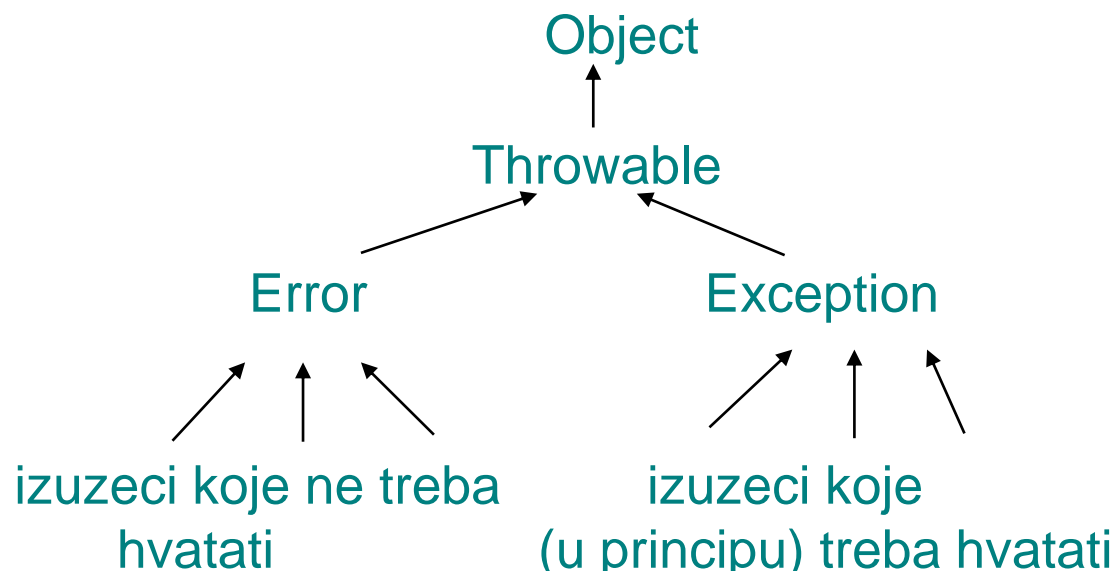 Object
Throwable
Error
Exception
izuzeci koje ne treba
hvatati
izuzeci koje
(u principu) treba hvatati